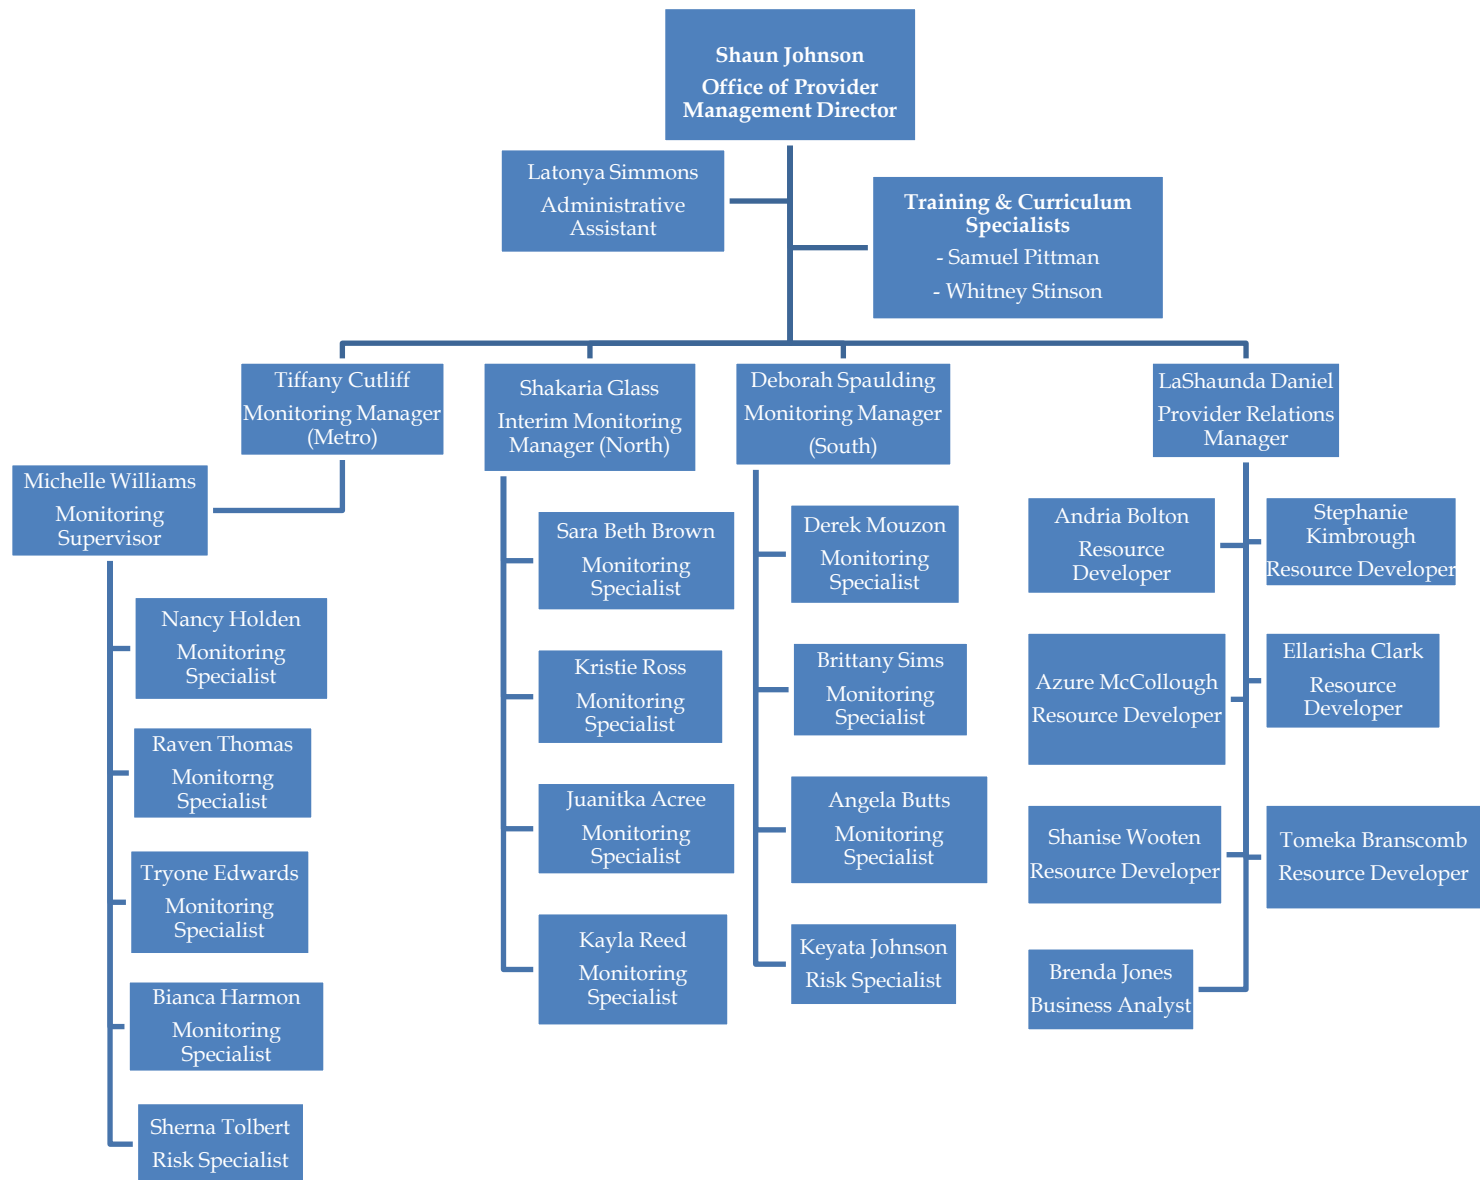 Shaun Johnson
Office of Provider
Management Director
Latonya Simmons
Administrative
Assistant
Training & Curriculum
Specialists
- Samuel Pittman
- Whitney Stinson
Tiffany Cutliff
Monitoring Manager
(Metro)
Shakaria Glass
Interim Monitoring
Manager (North)
Deborah Spaulding
Monitoring Manager
(South)
LaShaunda Daniel
Provider Relations
Manager
Michelle Williams
Monitoring
Supervisor
Nancy Holden
Monitoring
Specialist
Raven Thomas
Monitorng
Specialist
Tryone Edwards
Monitoring
Specialist
Bianca Harmon
Monitoring
Specialist
Sherna Tolbert
Risk Specialist
Sara Beth Brown
Monitoring
Specialist
Kristie Ross
Monitoring
Specialist
Juanitka Acree
Monitoring
Specialist
Kayla Reed
Monitoring
Specialist
Derek Mouzon
Monitoring
Specialist
Brittany Sims
Monitoring
Specialist
Angela Butts
Monitoring
Specialist
Keyata Johnson
Risk Specialist
Andria Bolton
Resource
Developer
Stephanie
Kimbrough
Resource Developer
Azure McCollough
Resource Developer
Ellarisha Clark
Resource
Developer
Shanise Wooten
Resource Developer
Tomeka Branscomb
Resource Developer
Brenda Jones
Business Analyst